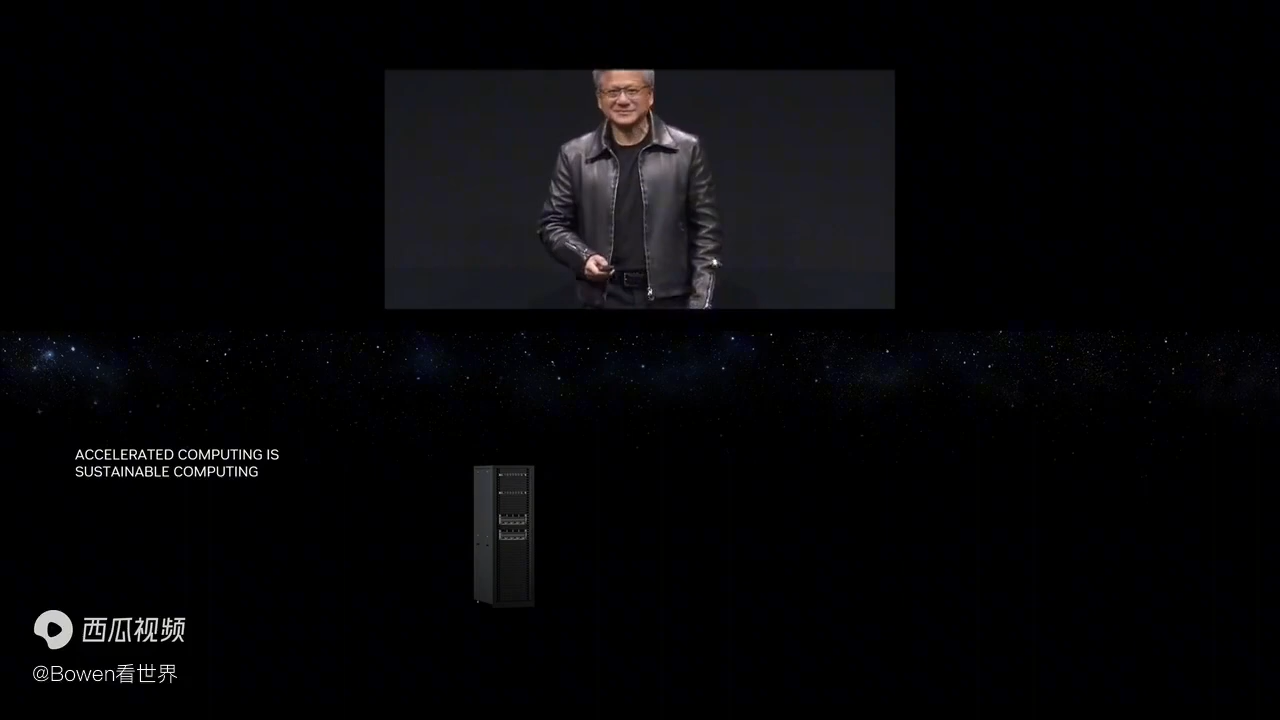 ACCELERATED COMPUTING IS
SUSTAINABLE COMPUTING
西瓜视频
@Bowen看世界